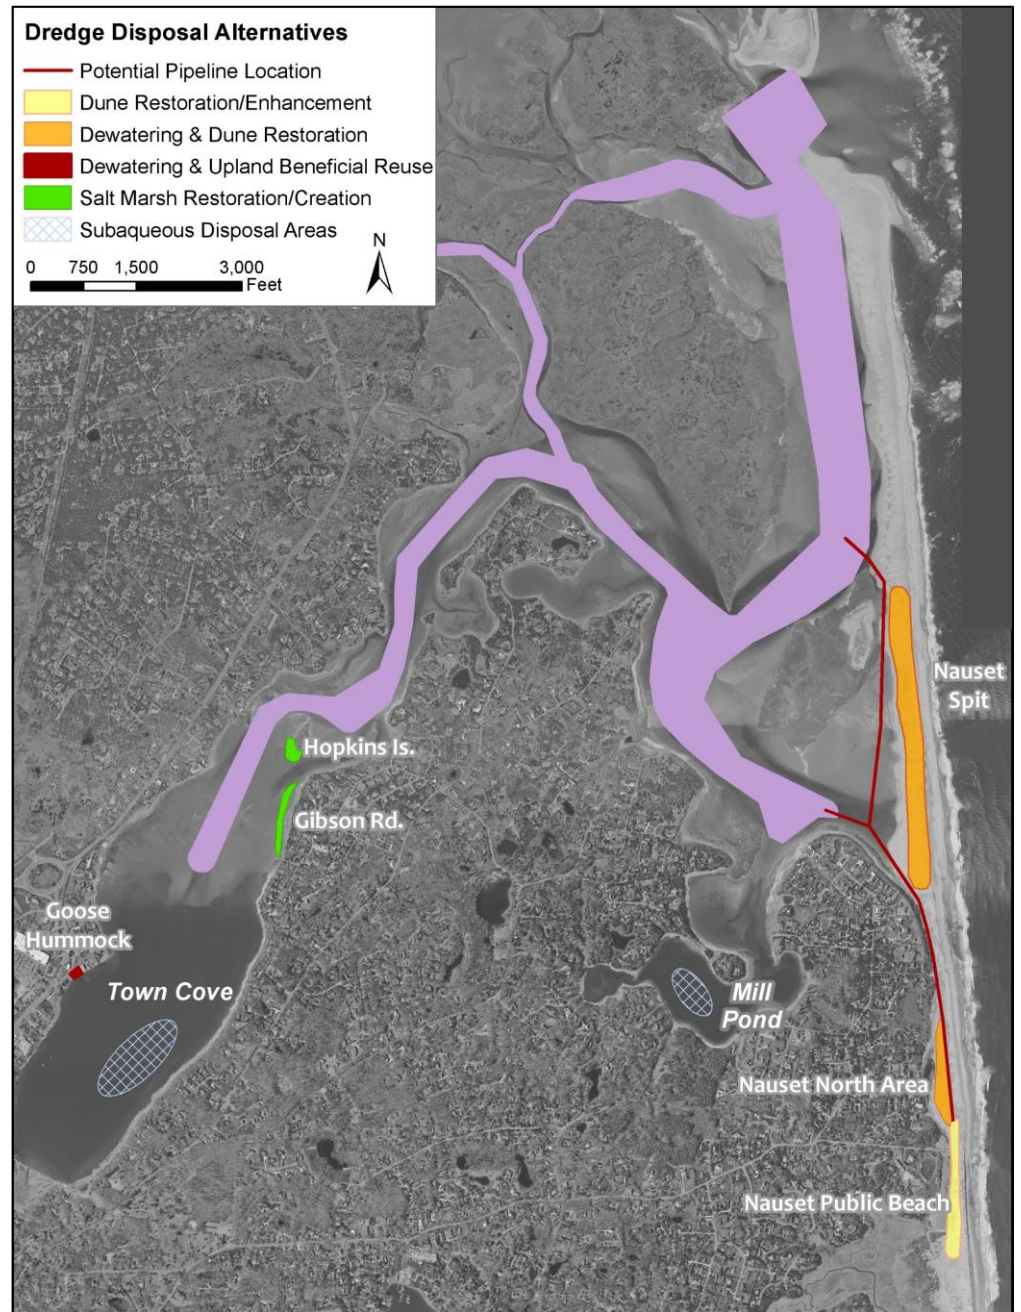 Dredge Disposal Alternatives
Potential Pipeline Location
Dune Restoration/Enhancement
Dewatering & Dune Restoration
Dewatering & Upland Beneficial Reuse
Salt Marsh Restoration/Creation
Subaqueous Disposal Areas
N
0 750 1,500 3,000
Feet
Nauset
Spit
Hopkins Is.
Gibson Rd.
Goose
Hummock
Town Cove
Mill
Pond
Nauset North Area
Nauset Public Beach